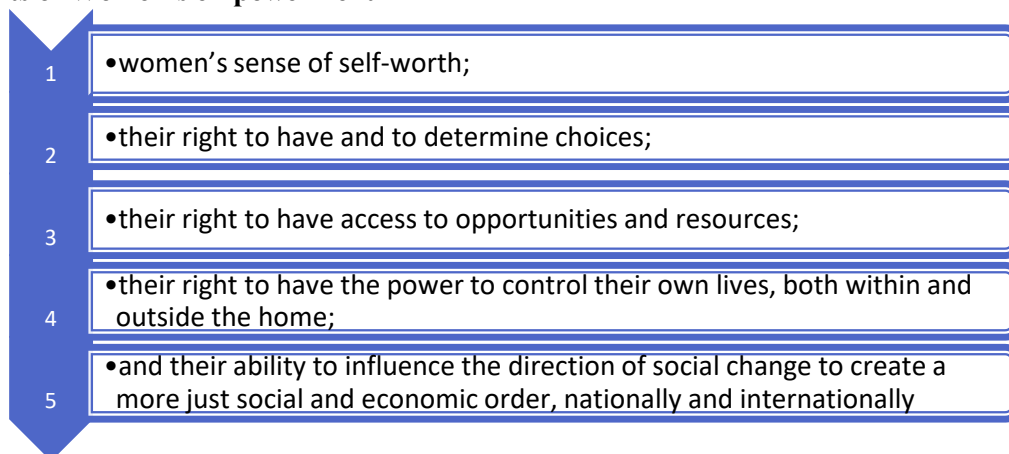 1
•women’s sense of self-worth;
2
•their right to have and to determine choices;
3
•their right to have access to opportunities and resources;
4
•their right to have the power to control their own lives, both within and
outside the home;
5
•and their ability to influence the direction of social change to create a
more just social and economic order, nationally and internationally